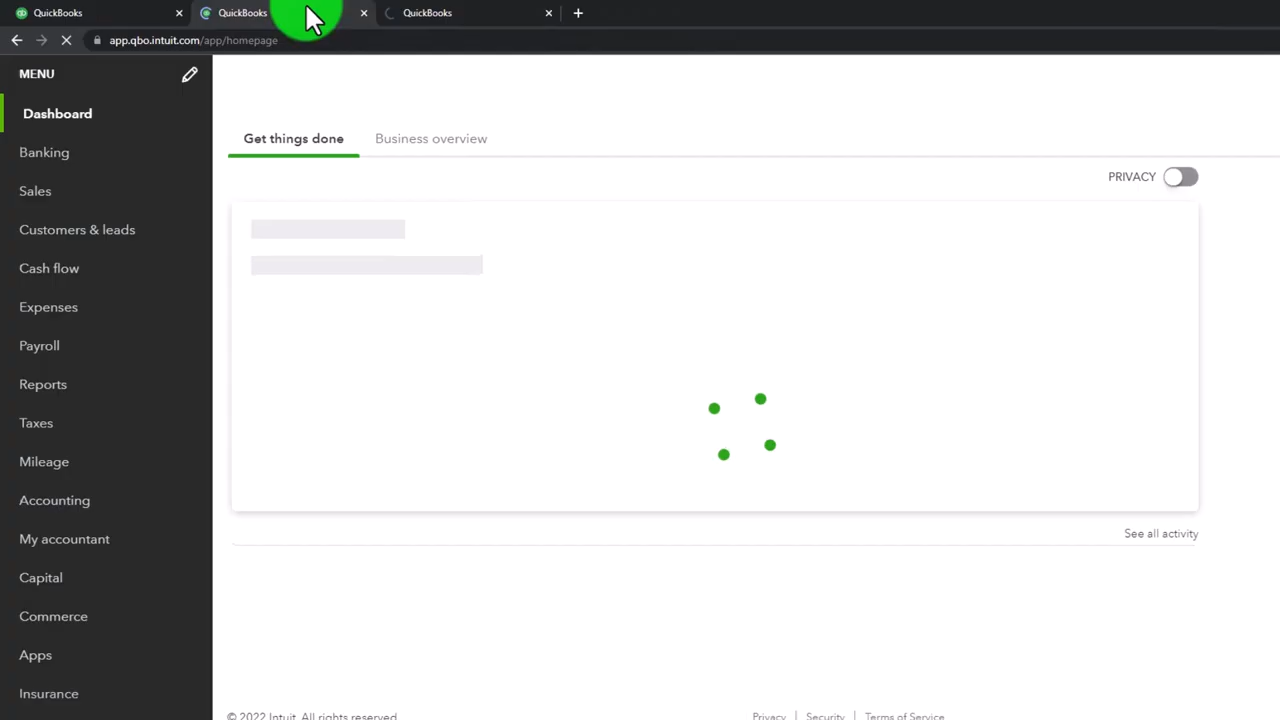 QuickBooks
QuickBooks
QuickBooks
app.qbo.intuit.com/app/homepage
MENU
Dashboard
Banking
Sales
Customers & leads
Cash flow
Expenses
Payroll
Reports
Taxes
Mileage
Accounting
My accountant
Capital
Commerce
Apps
Insurance
Get things done
Business overview
PRIVACY
See all activity
© 2022 Intuit. All rights reserved.
Privacy | Security | Terms of Service